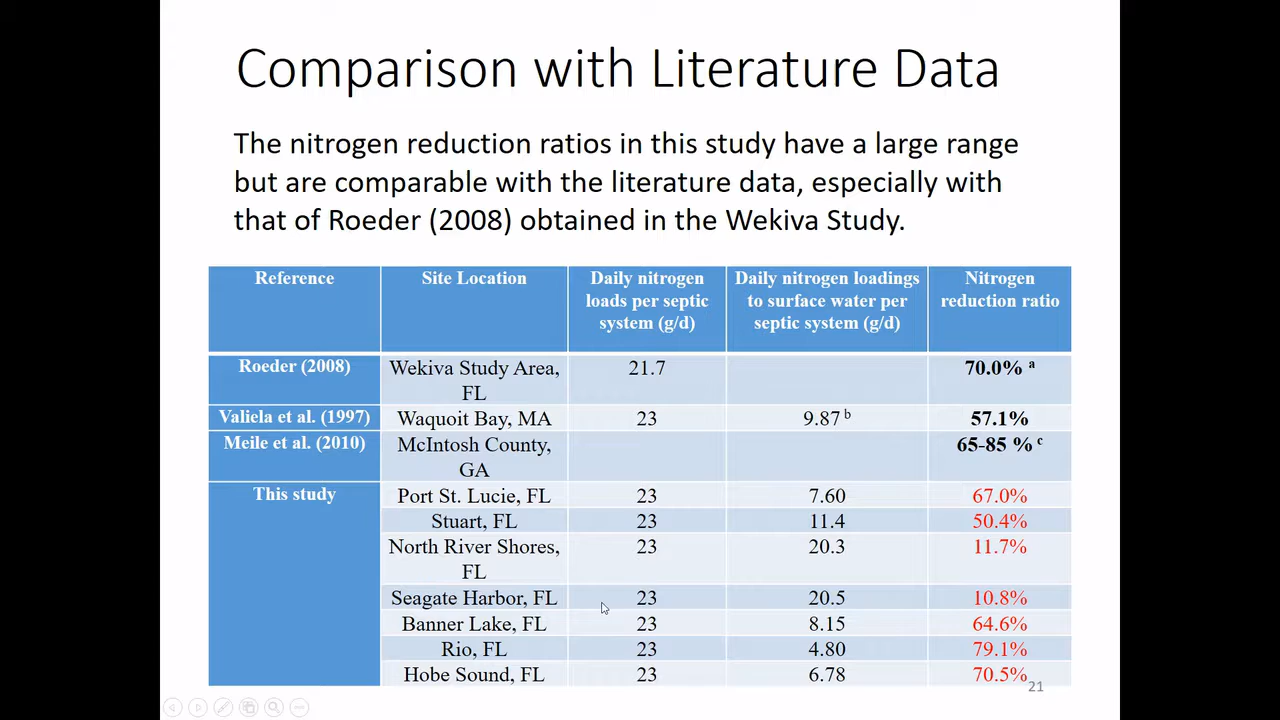 Comparison with Literature Data
The nitrogen reduction ratios in this study have a large range
but are comparable with the literature data, especially with
that of Roeder (2008) obtained in the Wekiva Study.
Reference Site Location Daily nitrogen loads per septic system (g/d) Daily nitrogen loadings to surface water per septic system (g/d) Nitrogen reduction ratio
Roeder (2008) Wekiva Study Area, FL 21.7 70.0% a
Valiela et al. (1997) Waquoit Bay, MA 23 9.87 b 57.1%
Meile et al. (2010) McIntosh County, GA 65-85 % c
This study Port St. Lucie, FL 23 7.60 67.0%
Stuart, FL 23 11.4 50.4%
North River Shores, FL 23 20.3 11.7%
Seagate Harbor, FL 23 20.5 10.8%
Banner Lake, FL 23 8.15 64.6%
Rio, FL 23 4.80 79.1%
Hobe Sound, FL 23 6.78 70.5%
21